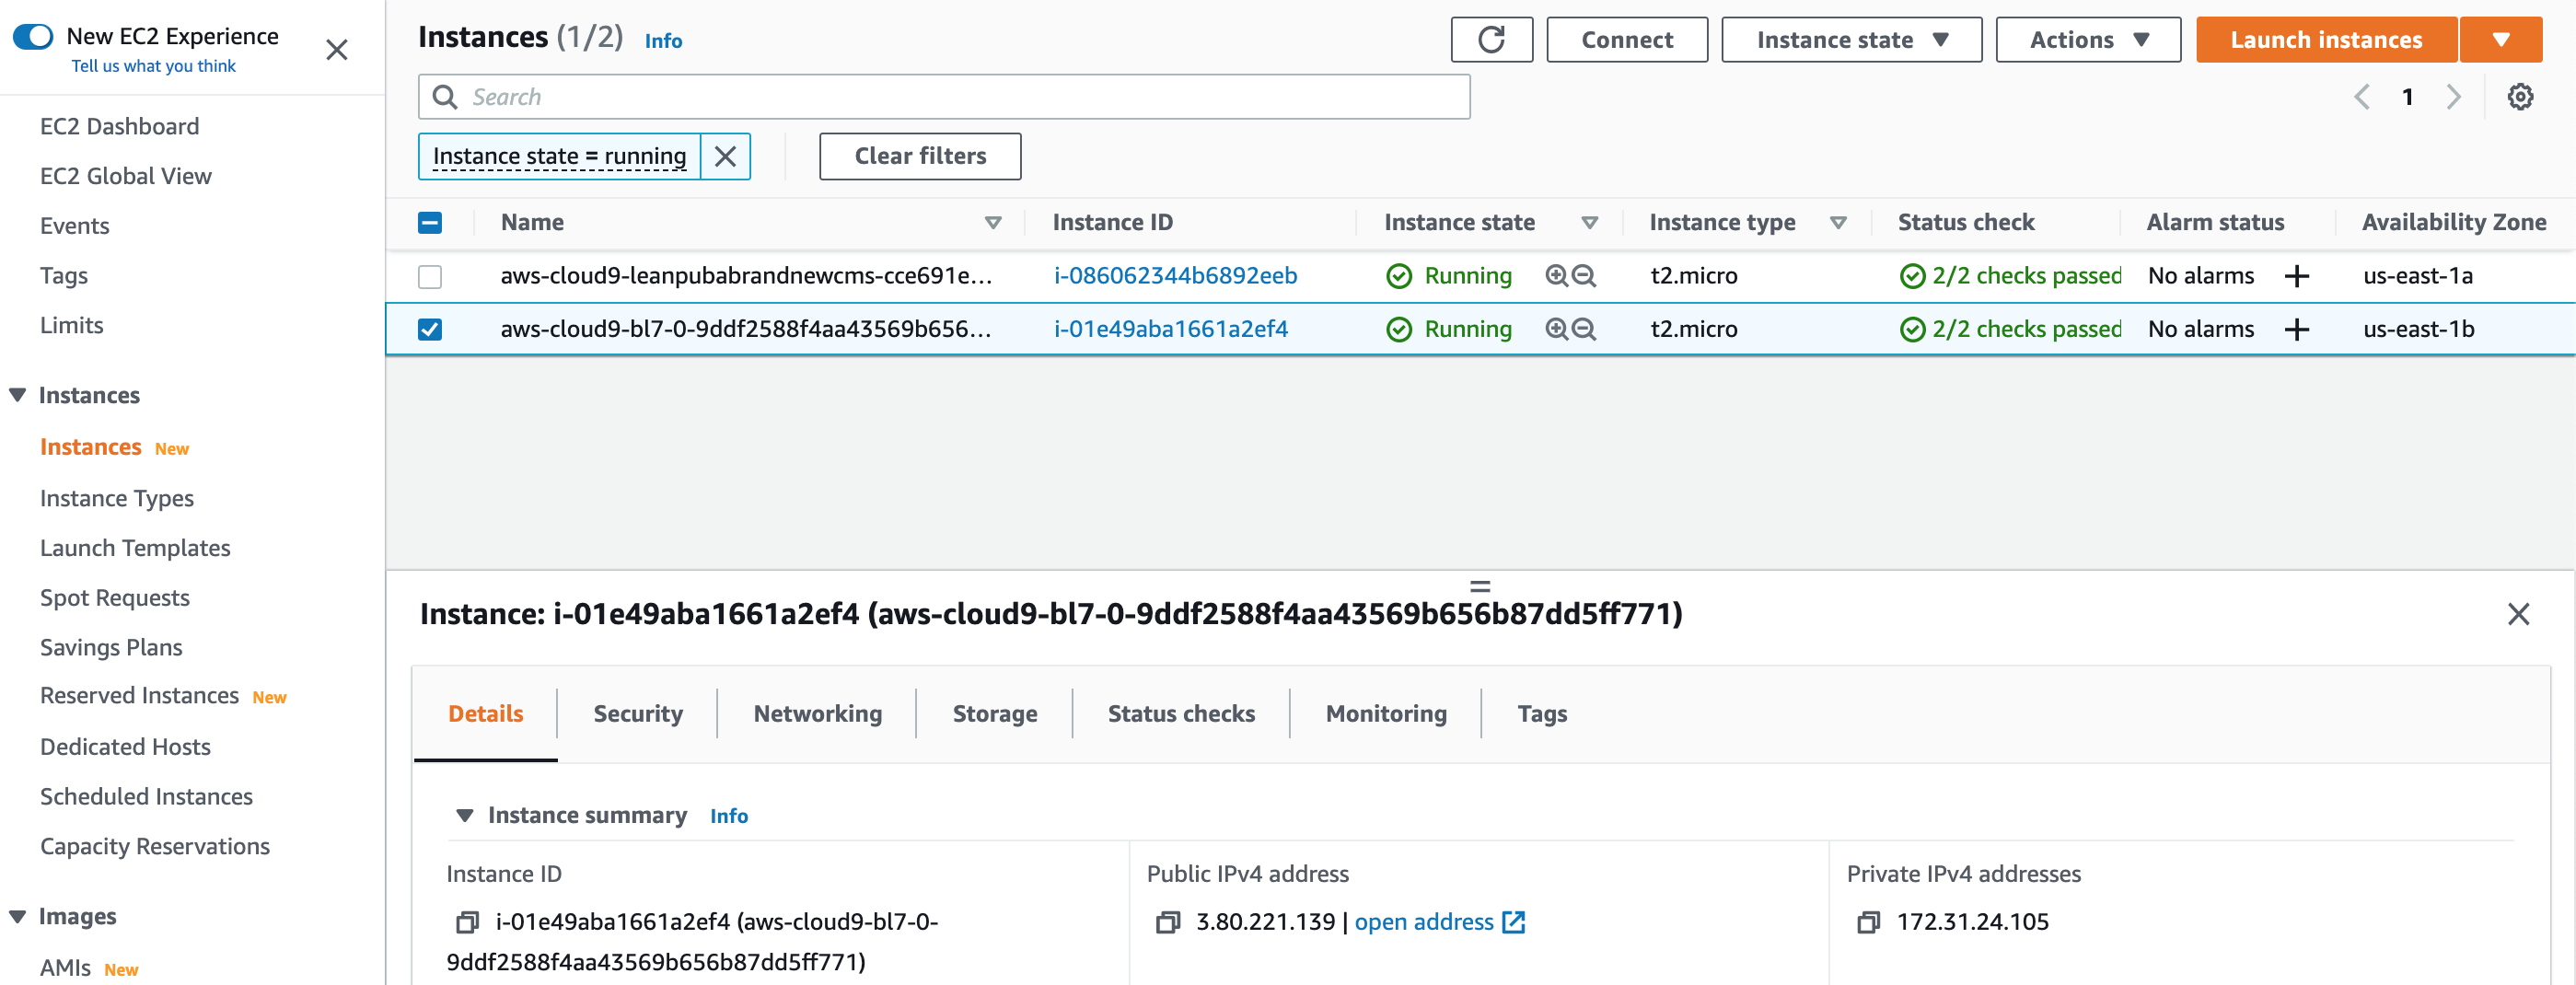 New EC2 Experience
Tell us what you think
EC2 Dashboard
EC2 Global View
Events
Tags
Limits
Instances
Instances New
Instance Types
Launch Templates
Spot Requests
Savings Plans
Reserved Instances New
Dedicated Hosts
Scheduled Instances
Capacity Reservations
Images
AMIs New
Instances (1/2) Info
Connect
Instance state
Actions
Launch instances
Search
1
Instance state = running
Clear filters
Name Instance ID Instance state Instance type Status check Alarm status Availability Zone
aws-cloud9-leanpubabrandnewcms-cce691e... i-086062344b6892eeb Running t2.micro 2/2 checks passed No alarms + us-east-1a
aws-cloud9-bl7-0-9ddf2588f4aa43569b656... i-01e49aba1661a2ef4 Running t2.micro 2/2 checks passed No alarms + us-east-1b
Instance: i-01e49aba1661a2ef4 (aws-cloud9-bl7-0-9ddf2588f4aa43569b656b87dd5ff771)
Details Security Networking Storage Status checks Monitoring Tags
Instance summary Info
Instance ID
i-01e49aba1661a2ef4 (aws-cloud9-bl7-0-
9ddf2588f4aa43569b656b87dd5ff771)
Public IPv4 address
3.80.221.139 | open address
Private IPv4 addresses
172.31.24.105